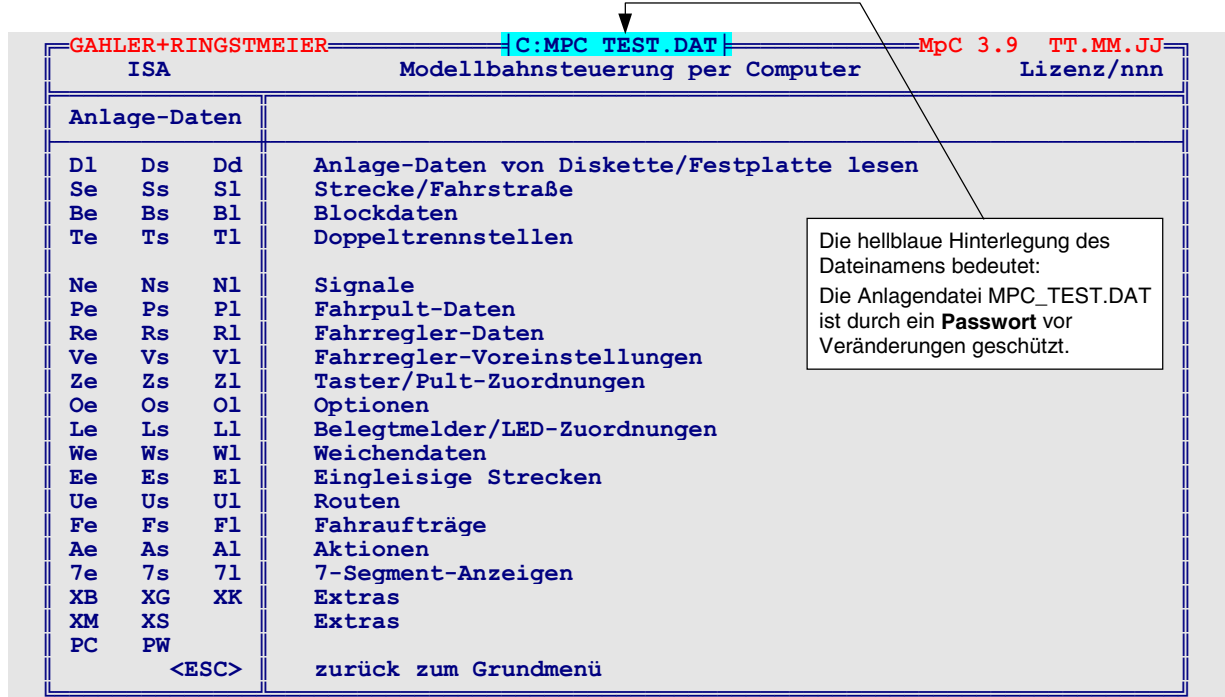 GAHLER+RINGSTMEIER C:MPC TEST.DAT MpC 3.9 TT.MM.JJ
ISA Modellbahnsteuerung per Computer Lizenz/nnn
Anlage-Daten
Dl Ds Dd Anlage-Daten von Diskette/Festplatte lesen
Se Ss Sl Strecke/Fahrstraße
Be Bs Bl Blockdaten
Te Ts Tl Doppeltrennstellen
Ne Ns Nl Signale
Pe Ps Pl Fahrpult-Daten
Re Rs Rl Fahrregler-Daten
Ve Vs Vl Fahrregler-Voreinstellungen
Ze Zs Zl Taster/Pult-Zuordnungen
Oe Os Ol Optionen
Le Ls Ll Belegtmelder/LED-Zuordnungen
We Ws Wl Weichendaten
Ee Es El Eingleisige Strecken
Ue Us Ul Routen
Fe Fs Fl Fahraufträge
Ae As Al Aktionen
7e 7s 7l 7-Segment-Anzeigen
XB XG XK Extras
XM XS Extras
PC PW
<ESC> zurück zum Grundmenü
Die hellblaue Hinterlegung des
Dateinamens bedeutet:
Die Anlagendatei MPC_TEST.DAT
ist durch ein Passwort vor
Veränderungen geschützt.